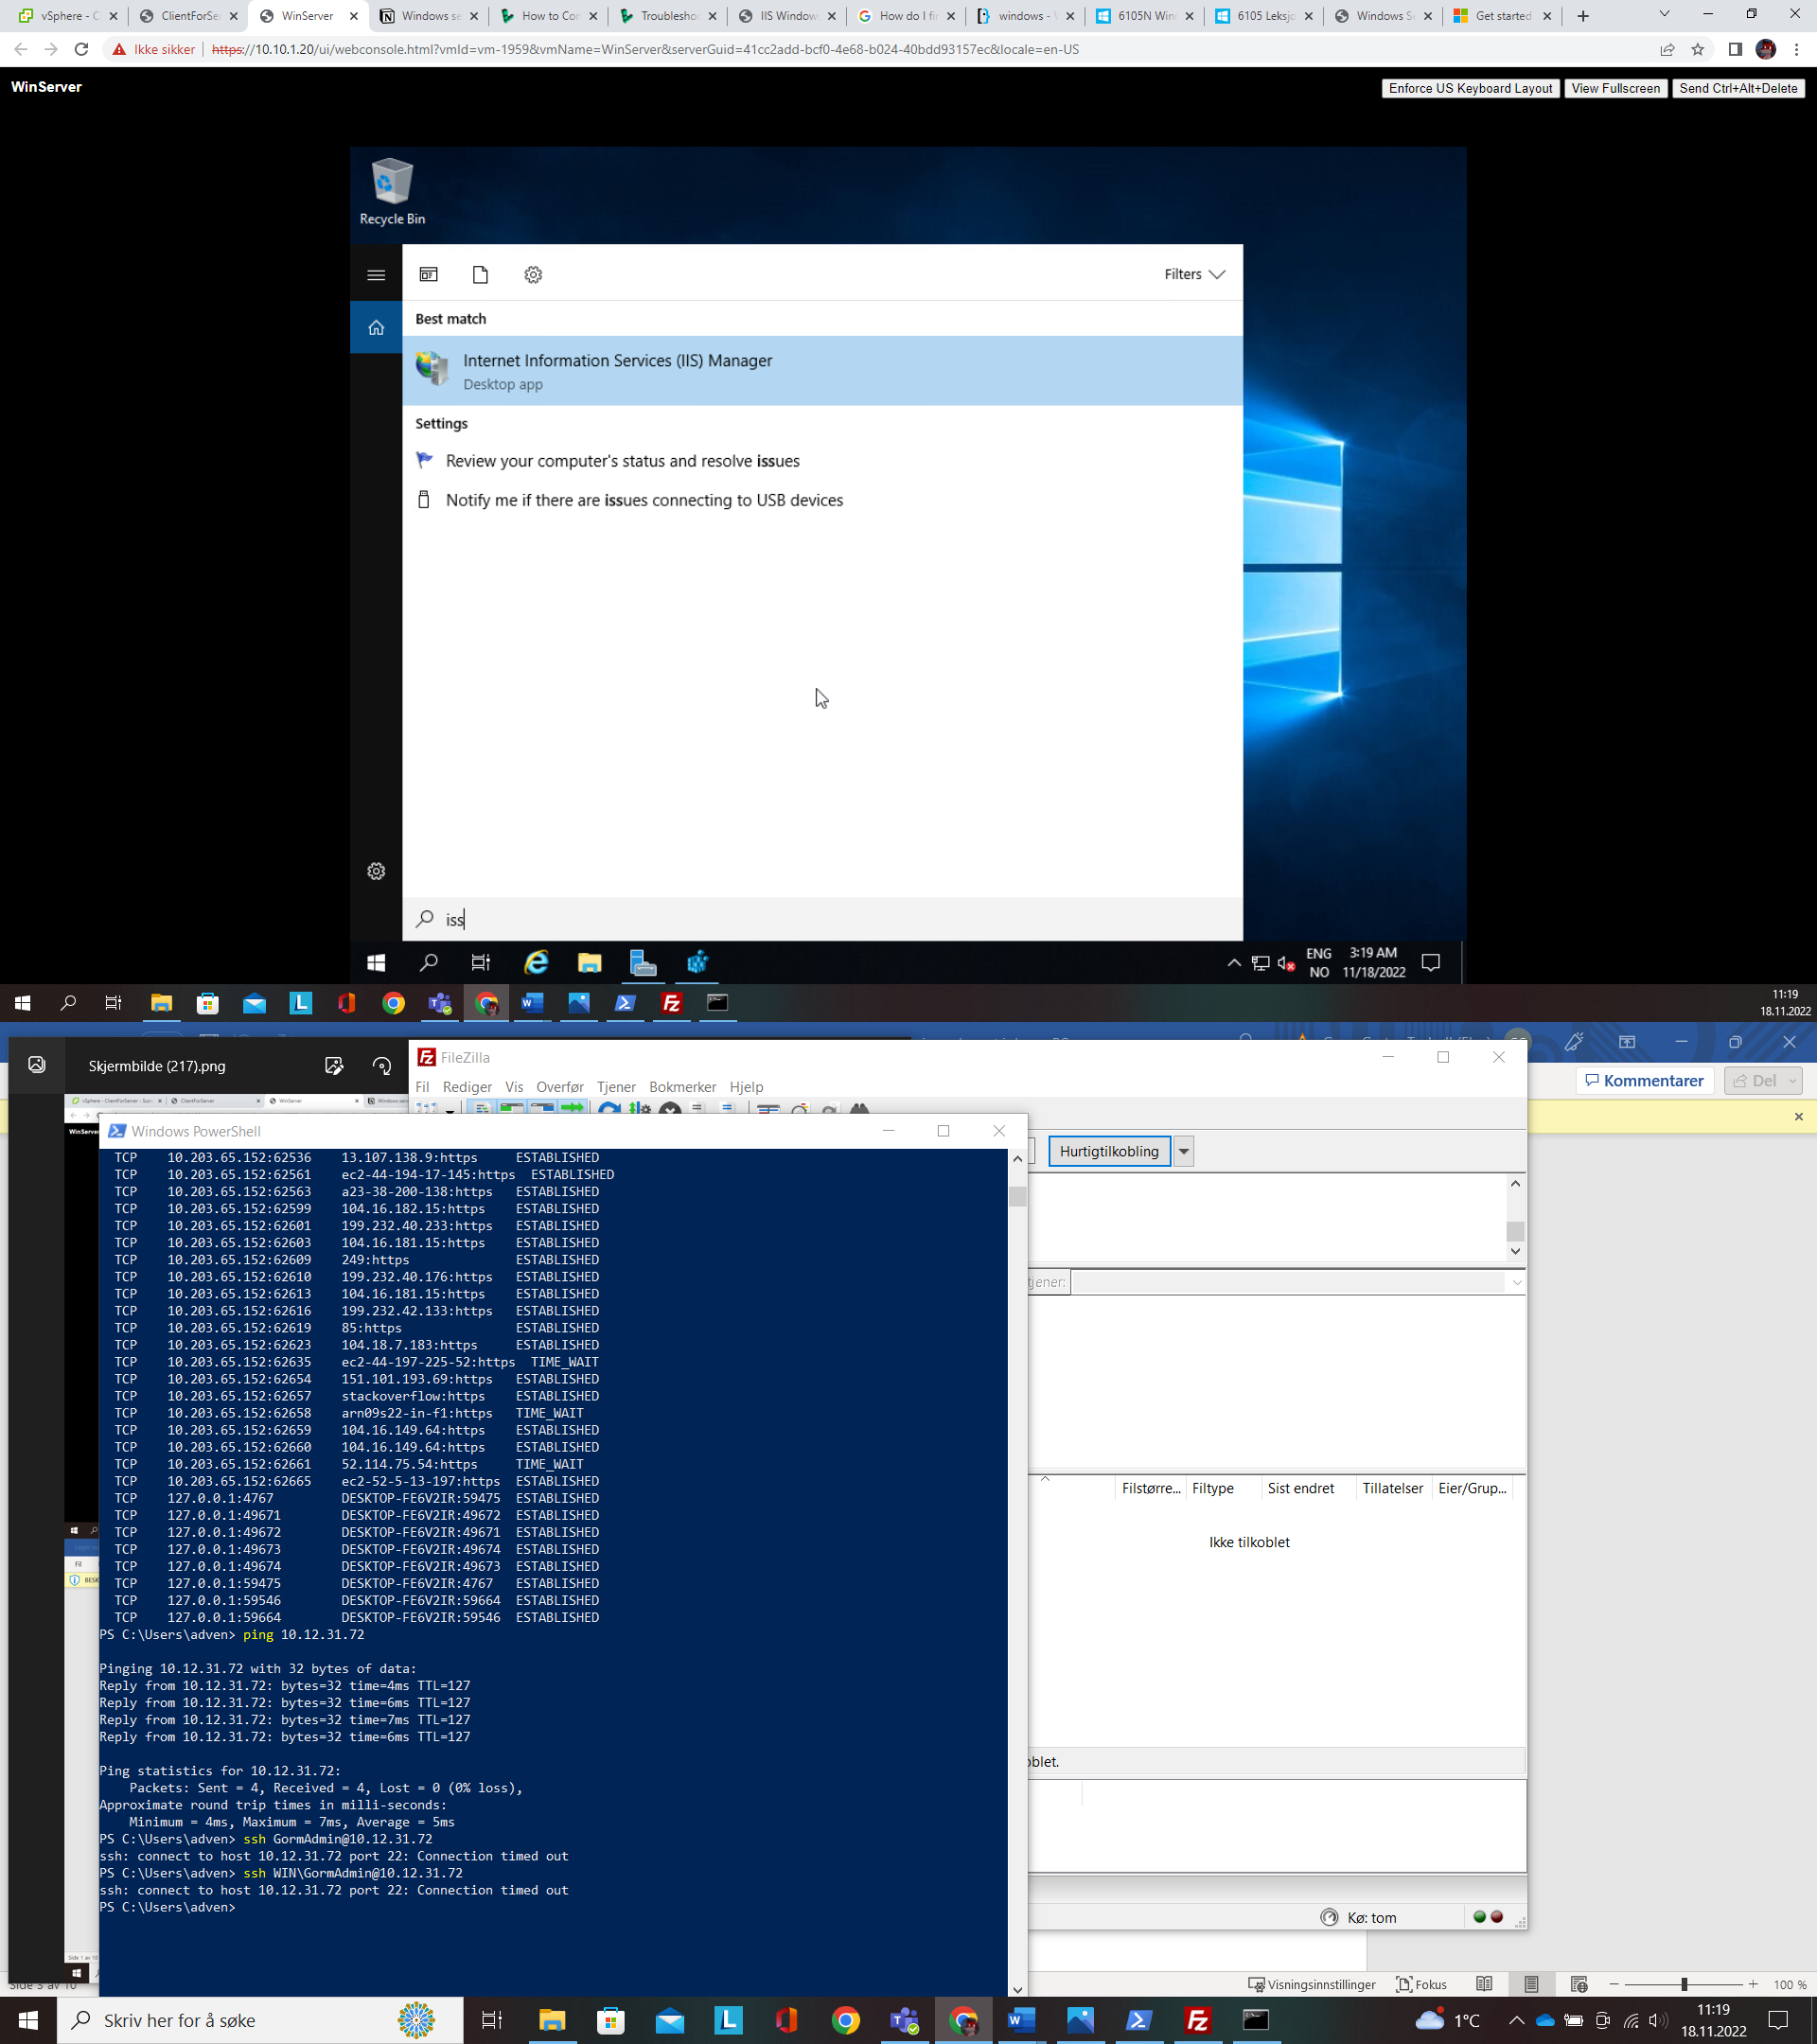 vSphere - C
ClientForSe
WinServer
Windows se
How to Con
Troublesho
IIS Window
How do I fi
windows - V
6105N Win
6105 Leksjo
Windows Se
Get started
Ikke sikker
https://10.10.1.20/ui/webconsole.html?vmId=vm-1959&vmName=WinServer&serverGuid=41cc2add-bcf0-4e68-b024-40bdd93157ec&locale=en-US
WinServer
Enforce US Keyboard Layout
View Fullscreen
Send Ctrl+Alt+Delete
Recycle Bin
Filters
Best match
Internet Information Services (IIS) Manager
Desktop app
Settings
Review your computer's status and resolve issues
Notify me if there are issues connecting to USB devices
iss
ENG
NO
3:19 AM
11/18/2022
11:19
18.11.2022
Skjermbilde (217).png
FileZilla
Kommentarer
Del
Fil Rediger Vis Overfør Tjener Bokmerker Hjelp
Windows PowerShell
Hurtigtilkobling
TCP 10.203.65.152:62536 13.107.138.9:https ESTABLISHED
TCP 10.203.65.152:62561 ec2-44-194-17-145:https ESTABLISHED
TCP 10.203.65.152:62563 a23-38-200-138:https ESTABLISHED
TCP 10.203.65.152:62599 104.16.182.15:https ESTABLISHED
TCP 10.203.65.152:62601 199.232.40.233:https ESTABLISHED
TCP 10.203.65.152:62603 104.16.181.15:https ESTABLISHED
TCP 10.203.65.152:62609 249:https ESTABLISHED
TCP 10.203.65.152:62610 199.232.40.176:https ESTABLISHED
TCP 10.203.65.152:62613 104.16.181.15:https ESTABLISHED
TCP 10.203.65.152:62616 199.232.42.133:https ESTABLISHED
TCP 10.203.65.152:62619 85:https ESTABLISHED
TCP 10.203.65.152:62623 104.18.7.183:https ESTABLISHED
TCP 10.203.65.152:62635 ec2-44-197-225-52:https TIME_WAIT
TCP 10.203.65.152:62654 151.101.193.69:https ESTABLISHED
TCP 10.203.65.152:62657 stackoverflow:https ESTABLISHED
TCP 10.203.65.152:62658 arn09s22-in-f1:https TIME_WAIT
TCP 10.203.65.152:62659 104.16.149.64:https ESTABLISHED
TCP 10.203.65.152:62660 104.16.149.64:https ESTABLISHED
TCP 10.203.65.152:62661 52.114.75.54:https TIME_WAIT
TCP 10.203.65.152:62665 ec2-52-5-13-197:https ESTABLISHED
TCP 127.0.0.1:4767 DESKTOP-FE6V2IR:59475 ESTABLISHED
TCP 127.0.0.1:49671 DESKTOP-FE6V2IR:49672 ESTABLISHED
TCP 127.0.0.1:49672 DESKTOP-FE6V2IR:49671 ESTABLISHED
TCP 127.0.0.1:49673 DESKTOP-FE6V2IR:49674 ESTABLISHED
TCP 127.0.0.1:49674 DESKTOP-FE6V2IR:49673 ESTABLISHED
TCP 127.0.0.1:59475 DESKTOP-FE6V2IR:4767 ESTABLISHED
TCP 127.0.0.1:59546 DESKTOP-FE6V2IR:59664 ESTABLISHED
TCP 127.0.0.1:59664 DESKTOP-FE6V2IR:59546 ESTABLISHED
PS C:\Users\adven> ping 10.12.31.72
Pinging 10.12.31.72 with 32 bytes of data:
Reply from 10.12.31.72: bytes=32 time=4ms TTL=127
Reply from 10.12.31.72: bytes=32 time=6ms TTL=127
Reply from 10.12.31.72: bytes=32 time=7ms TTL=127
Reply from 10.12.31.72: bytes=32 time=6ms TTL=127
Ping statistics for 10.12.31.72:
Packets: Sent = 4, Received = 4, Lost = 0 (0% loss),
Approximate round trip times in milli-seconds:
Minimum = 4ms, Maximum = 7ms, Average = 5ms
PS C:\Users\adven> ssh GormAdmin@10.12.31.72
ssh: connect to host 10.12.31.72 port 22: Connection timed out
PS C:\Users\adven> ssh WIN\GormAdmin@10.12.31.72
ssh: connect to host 10.12.31.72 port 22: Connection timed out
PS C:\Users\adven>
tjener:
Filstørre... Filtype Sist endret Tillatelser Eier/Grup...
Ikke tilkoblet
oblet.
Kø: tom
Side 3 av 10
Visningsinnstillinger
Fokus
100 %
Skriv her for å søke
1°C
11:19
18.11.2022